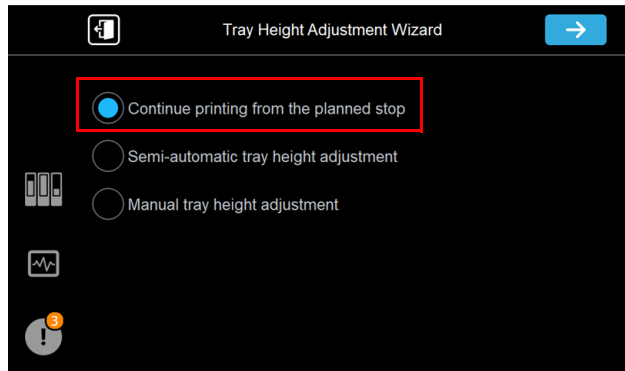 Tray Height Adjustment Wizard
Continue printing from the planned stop
Semi-automatic tray height adjustment
Manual tray height adjustment
3
!